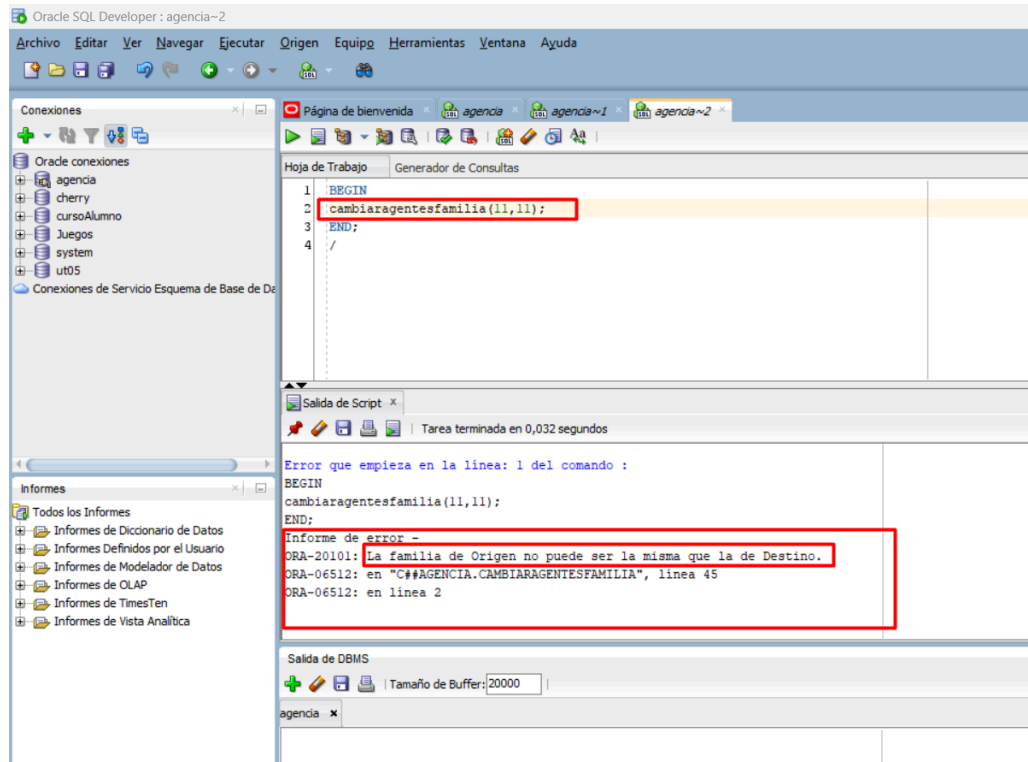 Oracle SQL Developer : agencia~2
Archivo Editar Ver Navegar Ejecutar Origen Equipo Herramientas Ventana Ayuda
Conexiones
Oracle conexiones
agencia
cherry
cursoAlumno
Juegos
system
ut05
Conexiones de Servicio Esquema de Base de Da
Informes
Todos los Informes
Informes de Diccionario de Datos
Informes Definidos por el Usuario
Informes de Modelador de Datos
Informes de OLAP
Informes de TimesTen
Informes de Vista Analítica
Página de bienvenida agencia agencia~1 agencia~2
Hoja de Trabajo Generador de Consultas
1 BEGIN
2 cambiaragentesfamilia(11,11);
3 END;
4 /
Salida de Script
Tarea terminada en 0,032 segundos
Error que empieza en la línea: 1 del comando :
BEGIN
cambiaragentesfamilia(11,11);
END;
Informe de error -
ORA-20101: La familia de Origen no puede ser la misma que la de Destino.
ORA-06512: en "C##AGENCIA.CAMBIARAGENTESFAMILIA", línea 45
ORA-06512: en línea 2
Salida de DBMS
Tamaño de Buffer: 20000
agencia